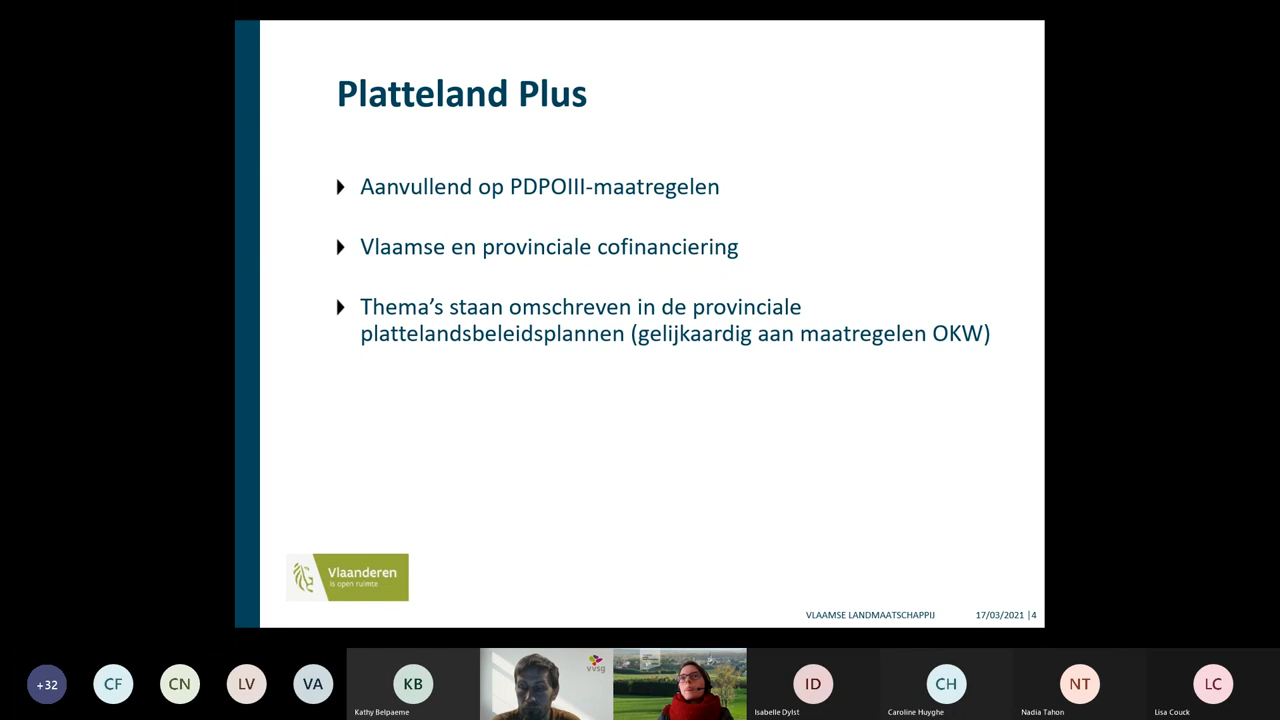 Platteland Plus
Aanvullend op PDPOIII-maatregelen
Vlaamse en provinciale cofinanciering
Thema's staan omschreven in de provinciale
plattelandsbeleidsplannen (gelijkaardig aan maatregelen OKW)
Vlaanderen
is open ruimte
VLAAMSE LANDMAATSCHAPPIJ
17/03/2021 |4
+32
CF
CN
LV
VA
KB
vvsg
ID
CH
NT
LC
Kathy Belpaeme
Isabelle Dylst
Caroline Huyghe
Nadia Tahon
Lisa Couck